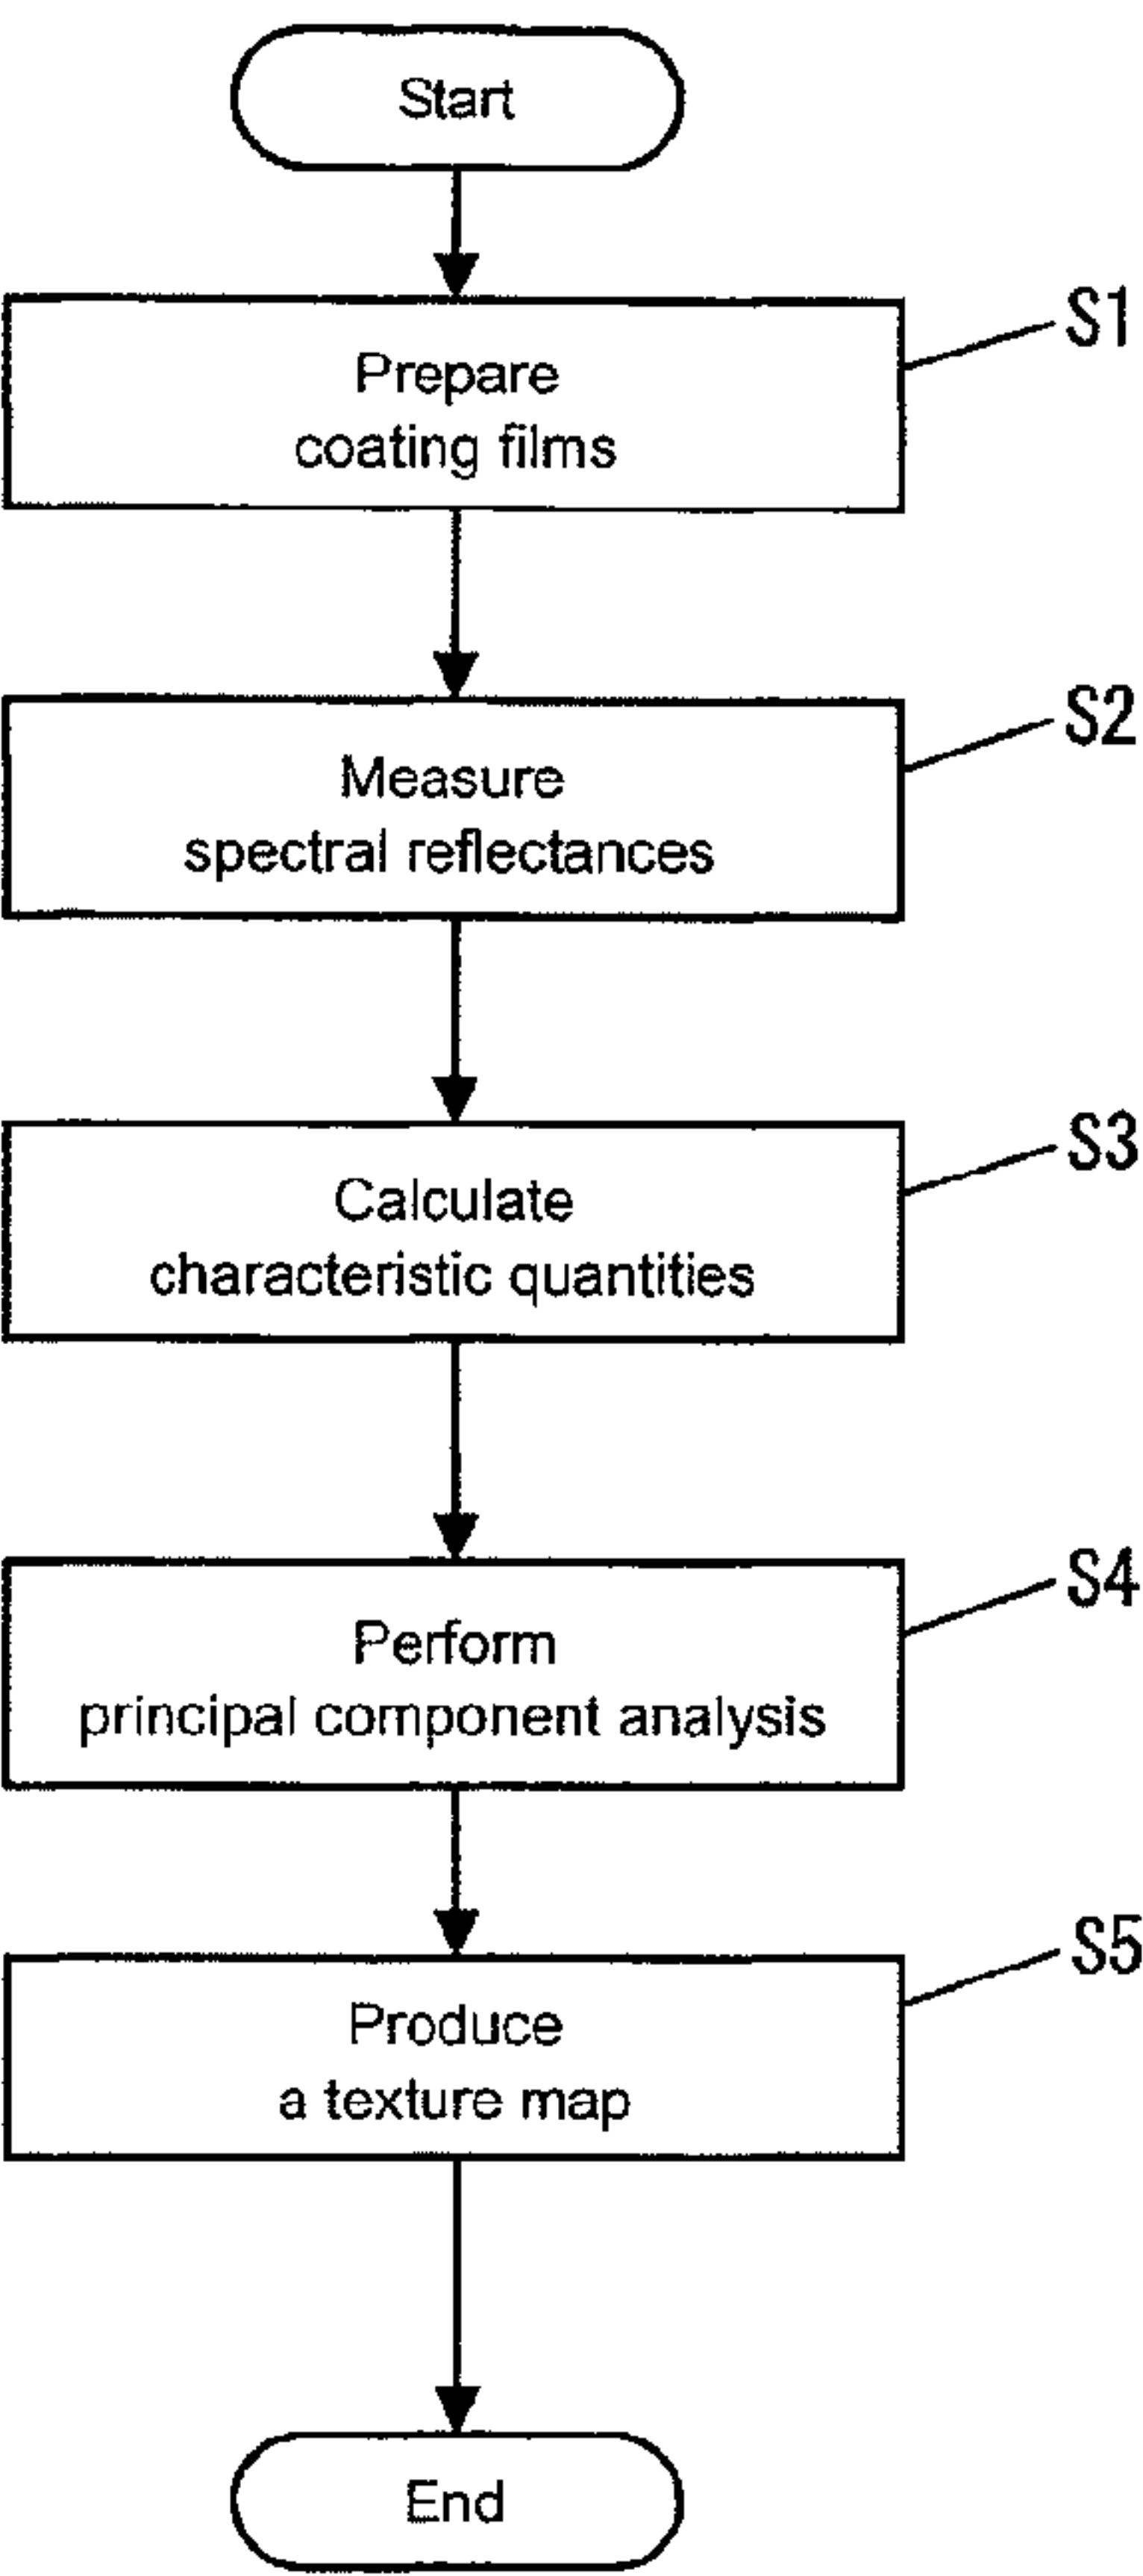 Start
S1
Prepare
coating films
S2
Measure
spectral reflectances
S3
Calculate
characteristic quantities
S4
Perform
principal component analysis
S5
Produce
a texture map
End